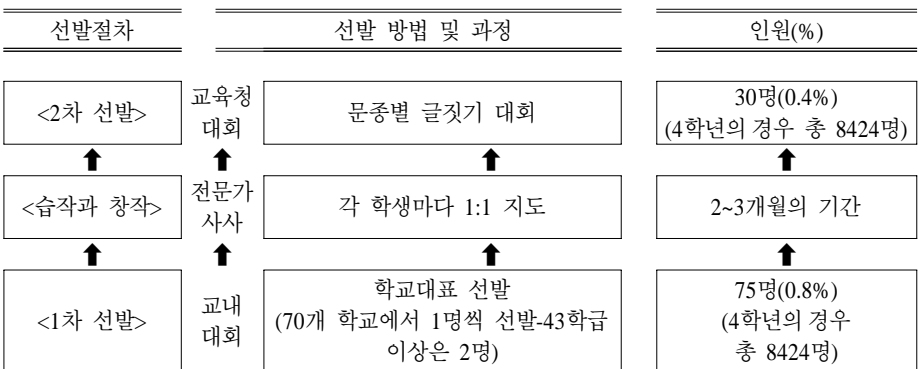 선발절차
선발 방법 및 과정
인원(%)
<2차 선발>
교육청
대회
문종별 글짓기 대회
30명(0.4%)
(4학년의 경우 총 8424명)
<습작과 창작>
전문가
사사
각 학생마다 1:1 지도
2~3개월의 기간
<1차 선발>
교내
대회
학교대표 선발
(70개 학교에서 1명씩 선발-43학급
이상은 2명)
75명(0.8%)
(4학년의 경우
총 8424명)